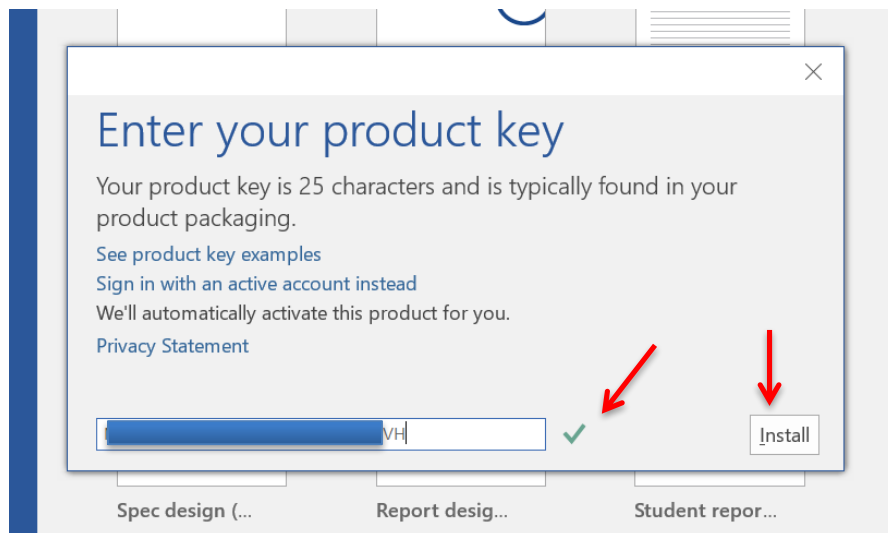 Enter your product key
Your product key is 25 characters and is typically found in your
product packaging.
See product key examples
Sign in with an active account instead
We'll automatically activate this product for you.
Privacy Statement
VH
Install
Spec design (...
Report desig...
Student repor...